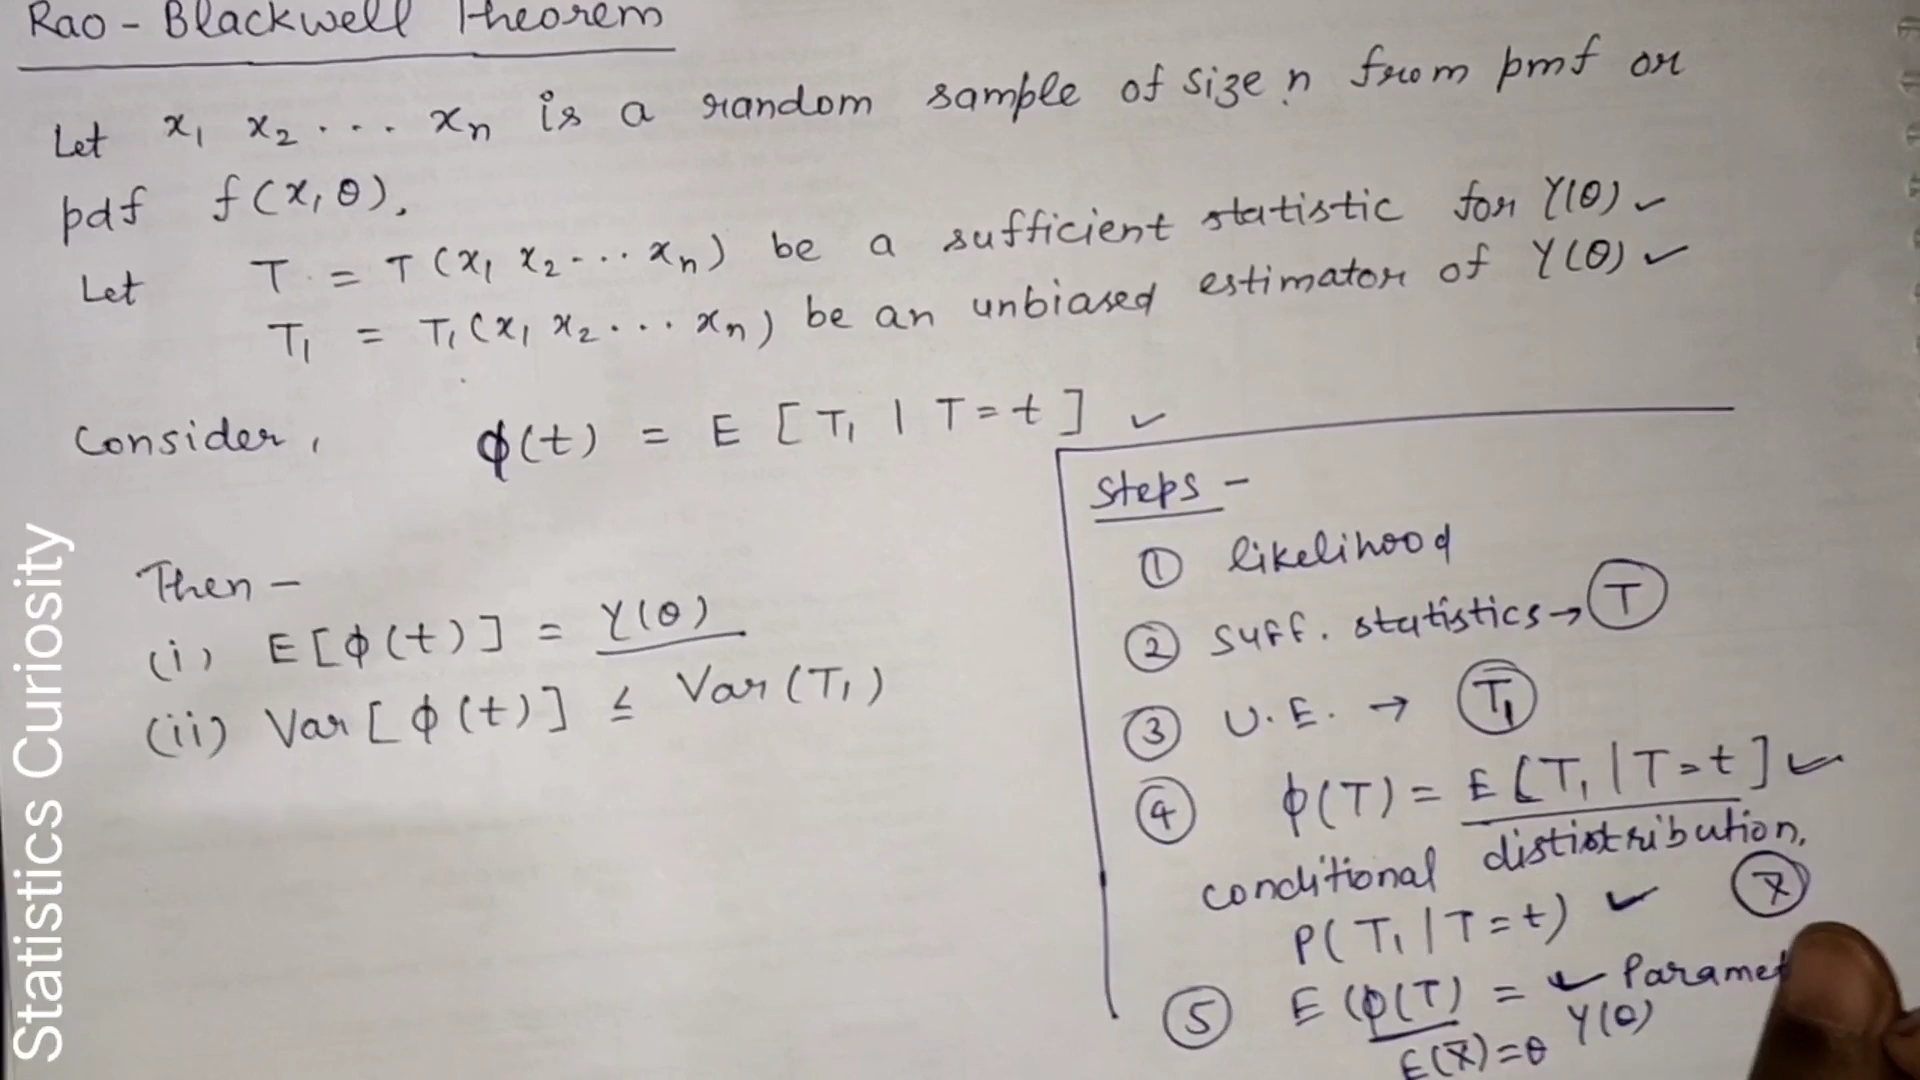 Rao - Blackwell Theorem
Let x₁ x₂ ... xₙ is a random sample of size n from pmf or
pdf f(x, θ).
Let T = T(x₁ x₂ ... xₙ) be a sufficient statistic for γ(θ) ✓
T₁ = T₁(x₁ x₂ ... xₙ) be an unbiased estimator of γ(θ) ✓
Consider, ϕ(t) = E [T₁ | T = t] ✓
Then -
(i) E[ϕ(t)] = γ(θ)
(ii) Var[ϕ(t)] ≤ Var(T₁)
Steps -
① likelihood
② Suff. statistics → T
③ U.E. → T₁
④ ϕ(T) = E[T₁ | T = t] ✓
conditional dististribution,
P(T₁ | T = t) ✓ x̄
⑤ E(ϕ(T) = ✓ Paramet
E(x̄) = θ γ(θ)
Statistics Curiosity